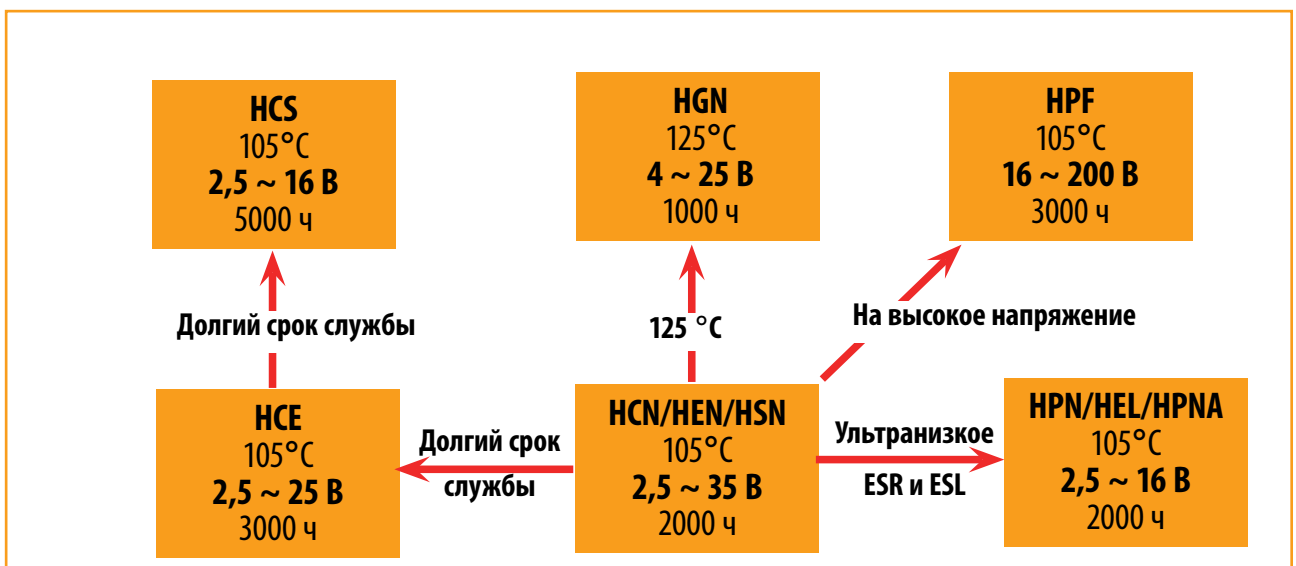 HCS
105°C
2,5 ~ 16 В
5000 ч
HGN
125°C
4 ~ 25 В
1000 ч
HPF
105°C
16 ~ 200 В
3000 ч
Долгий срок службы
125 °C
На высокое напряжение
HCE
105°C
2,5 ~ 25 В
3000 ч
Долгий срок
службы
HCN/HEN/HSN
105°C
2,5 ~ 35 В
2000 ч
Ультранизкое
ESR и ESL
HPN/HEL/HPNA
105°C
2,5 ~ 16 В
2000 ч